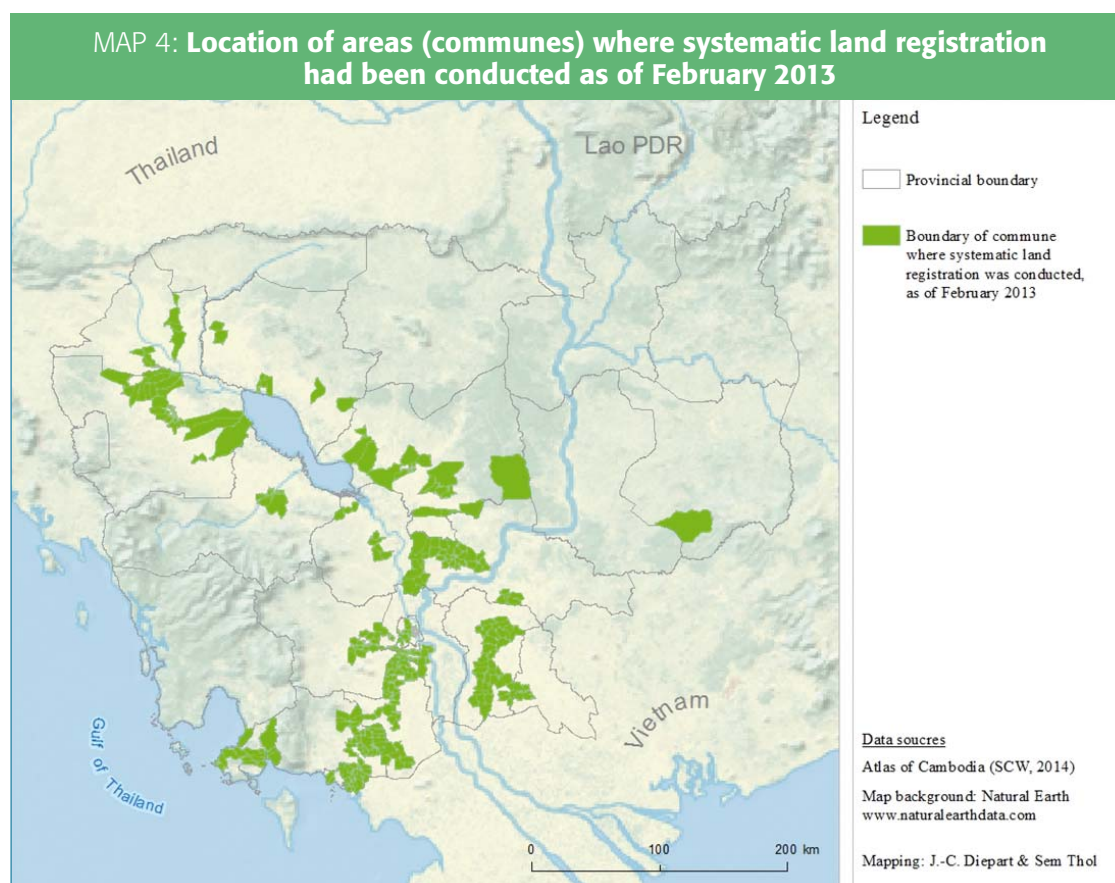 MAP 4: Location of areas (communes) where systematic land registration
had been conducted as of February 2013
Thailand
Lao PDR
Vietnam
Gulf of Thailand
0 100 200 km
Legend
Provincial boundary
Boundary of commune
where systematic land
registration was conducted,
as of February 2013
Data soucres
Atlas of Cambodia (SCW, 2014)
Map background: Natural Earth
www.naturalearthdata.com
Mapping: J.-C. Diepart & Sem Thol